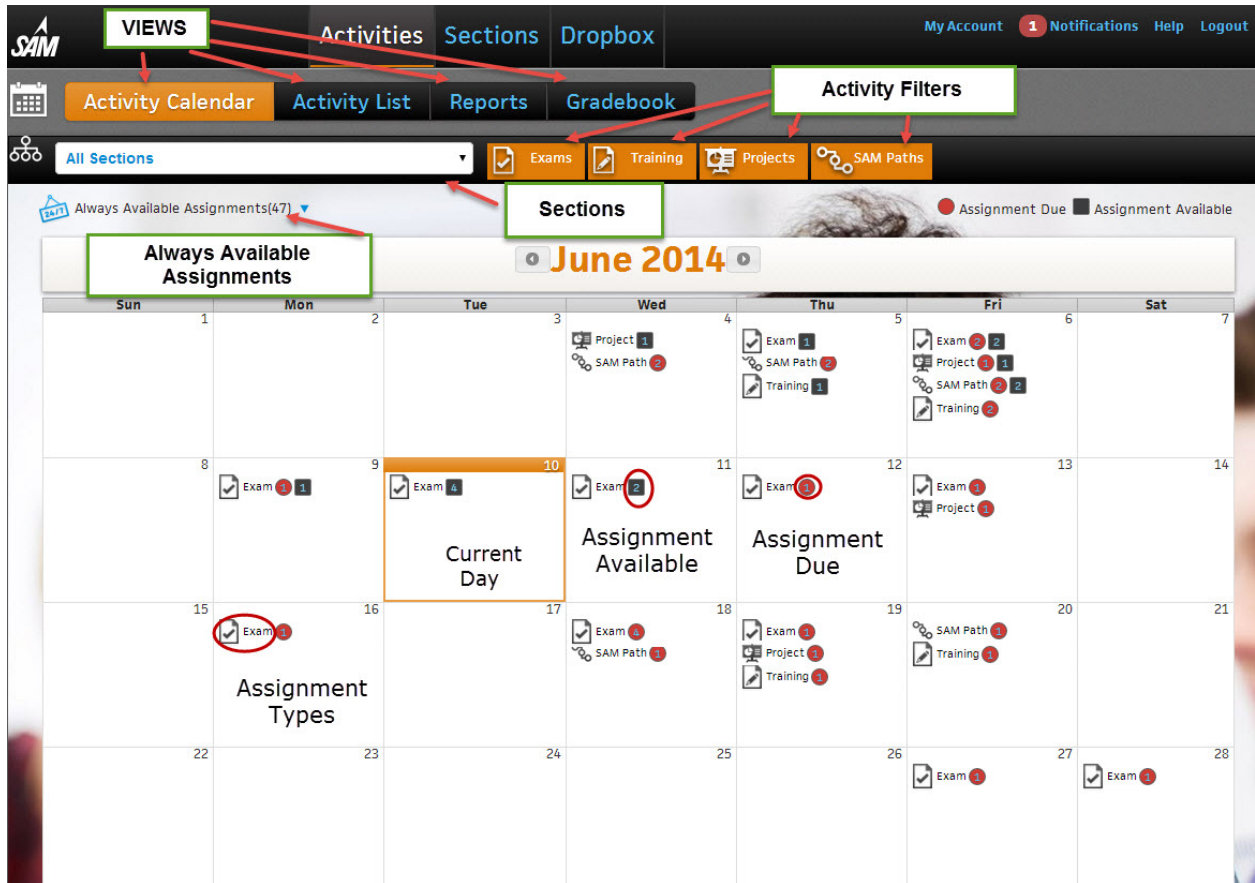 SÁM
VIEWS
Activities Sections Dropbox
My Account 1 Notifications Help Logout
Activity Calendar Activity List Reports Gradebook
Activity Filters
All Sections
Exams Training Projects SAM Paths
24/7 Always Available Assignments(47)
Sections
Assignment Due Assignment Available
Always Available
Assignments
June 2014
Sun Mon Tue Wed Thu Fri Sat
1 2 3 4 5 6 7
Project 1
SAM Path 2
Exam 1
SAM Path 2
Training 1
Exam 2 2
Project 1 1
SAM Path 2 2
Training 2
8 9 10 11 12 13 14
Exam 1 1
Exam 4
Current
Day
Exam 2
Assignment
Available
Exam 1
Assignment
Due
Exam 1
Project 1
15 16 17 18 19 20 21
Exam 1
Assignment
Types
Exam 4
SAM Path 1
Exam 1
Project 1
Training 1
SAM Path 1
Training 1
22 23 24 25 26 27 28
Exam 1
Exam 1